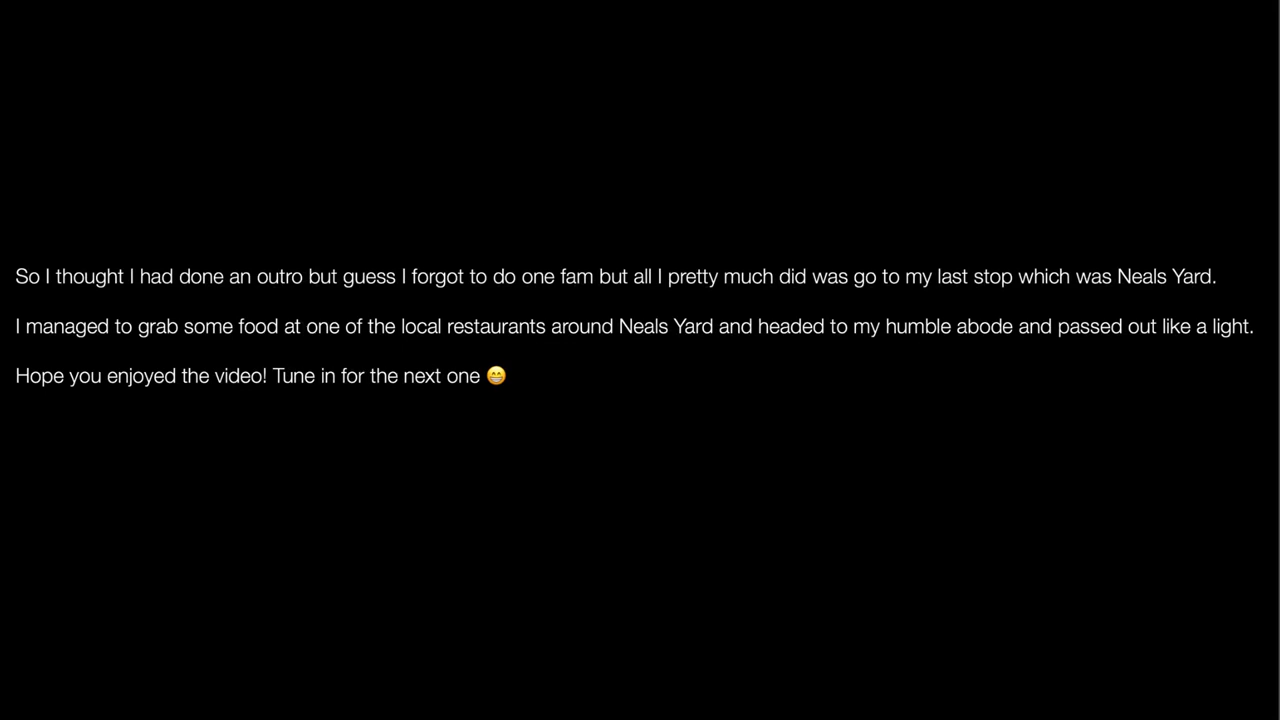 So I thought I had done an outro but guess I forgot to do one fam but all I pretty much did was go to my last stop which was Neals Yard.
I managed to grab some food at one of the local restaurants around Neals Yard and headed to my humble abode and passed out like a light.
Hope you enjoyed the video! Tune in for the next one 😁